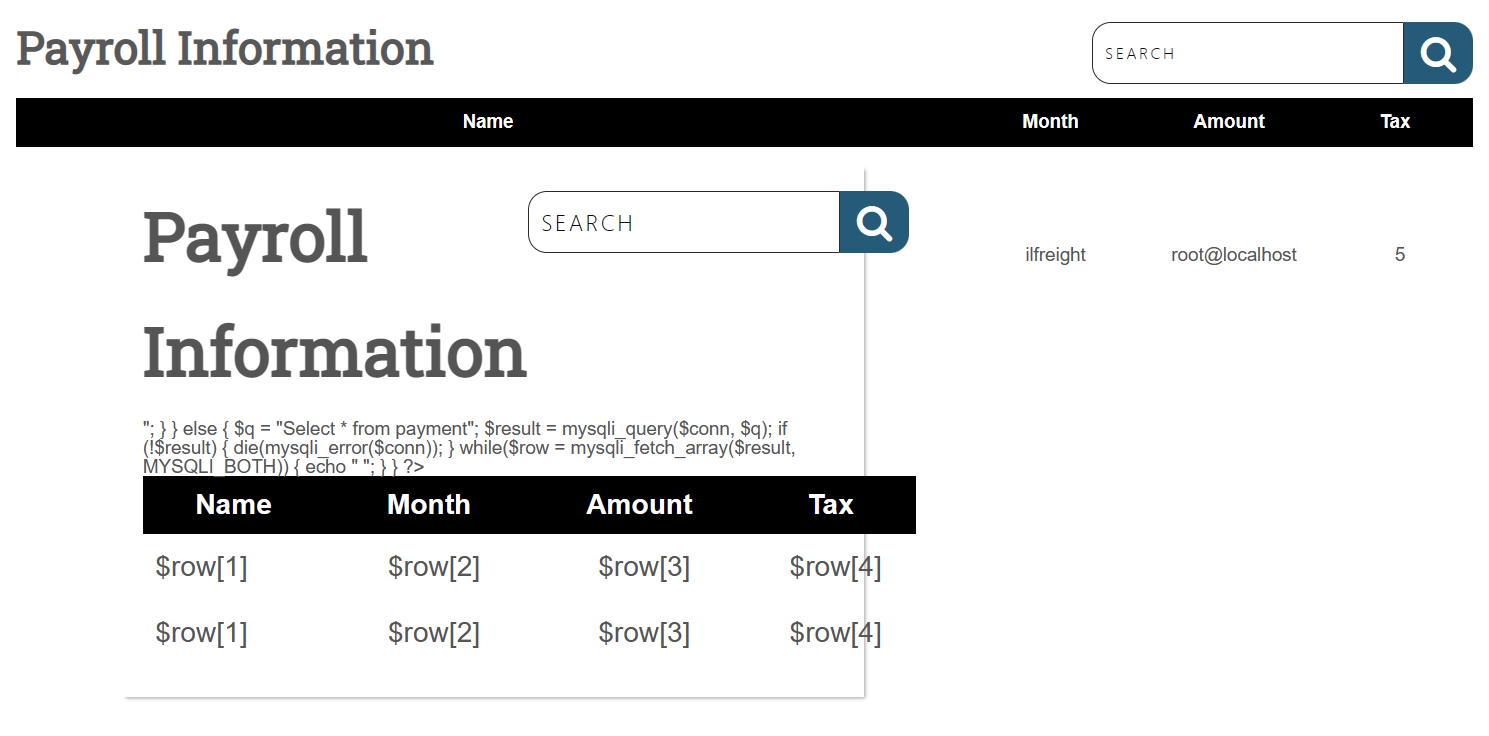 Payroll Information
SEARCH
Name Month Amount Tax
Payroll
Information
SEARCH
ilfreight root@localhost 5
"; } } else { $q = "Select * from payment"; $result = mysqli_query($conn, $q); if
(!$result) { die(mysqli_error($conn)); } while($row = mysqli_fetch_array($result,
MYSQLI_BOTH)) { echo " "; } } ?>
Name Month Amount Tax
$row[1] $row[2] $row[3] $row[4]
$row[1] $row[2] $row[3] $row[4]